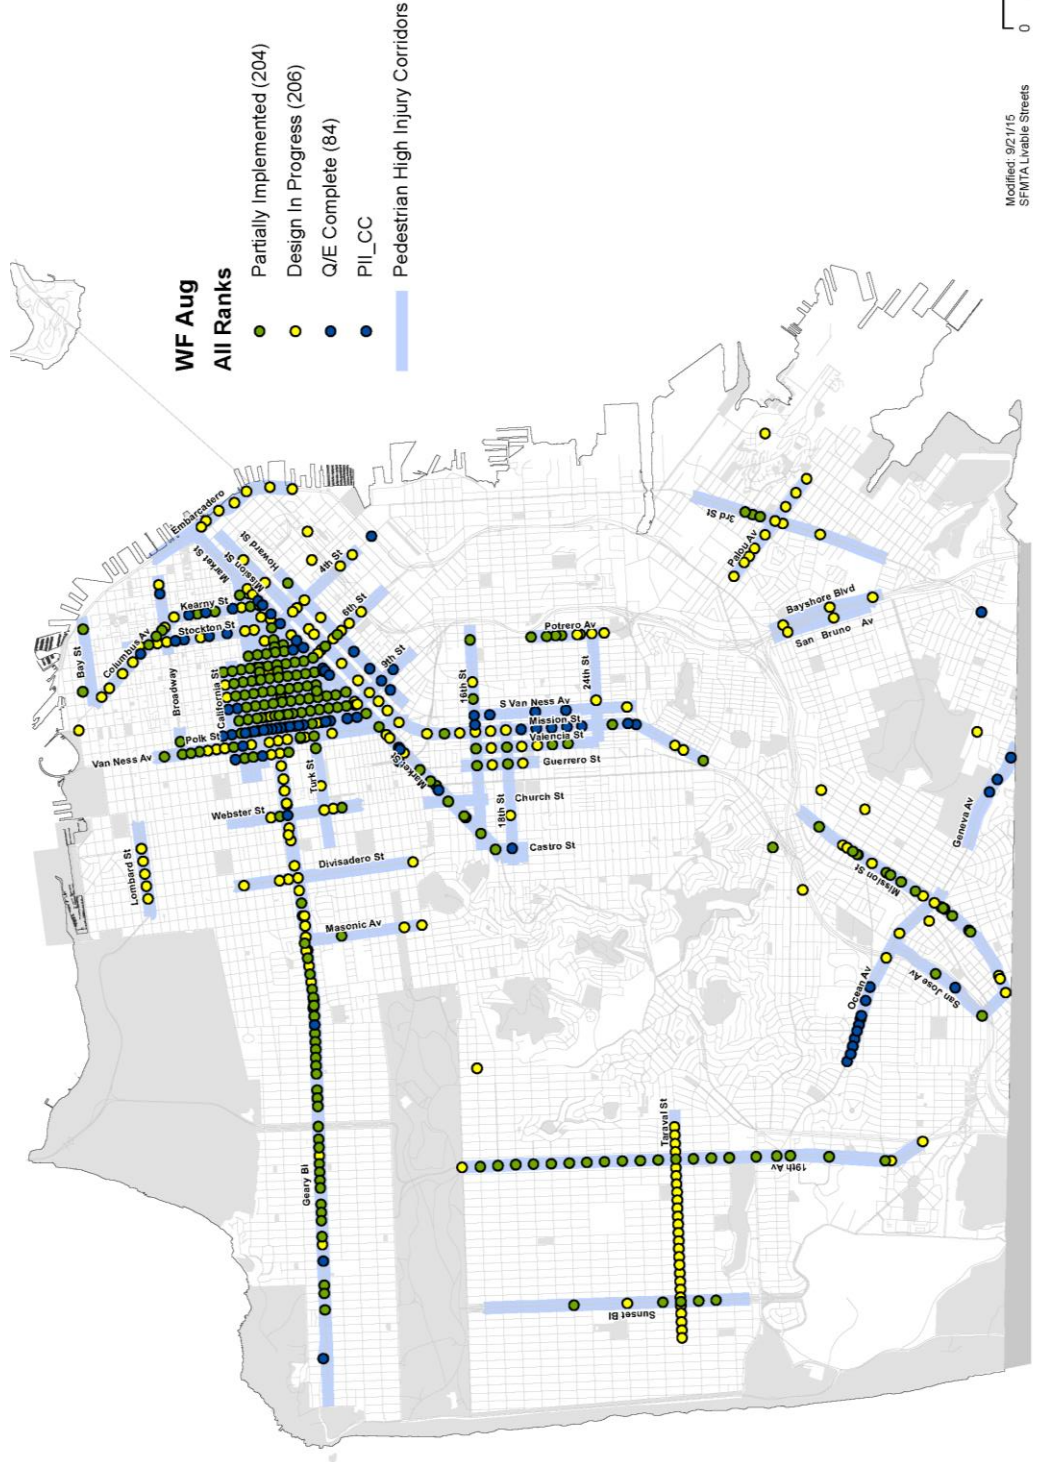 WF Aug
All Ranks
Partially Implemented (204)
Design In Progress (206)
Q/E Complete (84)
PII_CC
Pedestrian High Injury Corridors
0
Modified: 9/21/15
SFMTA Livable Streets
Embarcadero
Market St
Mission St
Howard St
4th St
6th St
9th St
Kearny St
Stockton St
Columbus Av
Bay St
Broadway
California St
Polk St
Van Ness Av
Turk St
Webster St
Lombard St
Divisadero St
Masonic Av
Geary Bl
Market St
16th St
Potrero Av
24th St
S Van Ness Av
Mission St
Valencia St
Guerrero St
18th St
Church St
Castro St
3rd St
Palou Av
Bayshore Blvd
San Bruno Av
Geneva Av
Mission St
Ocean Av
San Jose Av
Taraval St
19th Av
Sunset Bl